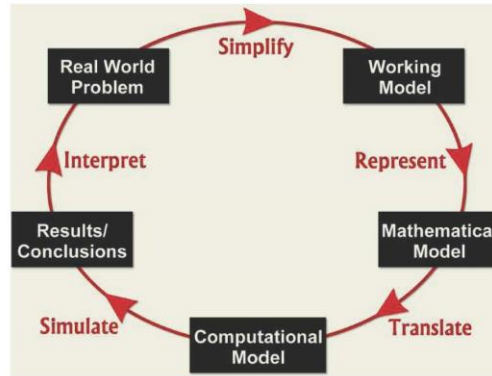 Simplify
Real World
Problem
Working
Model
Interpret
Represent
Results/
Conclusions
Mathematica
Model
Simulate
Computational
Model
Translate